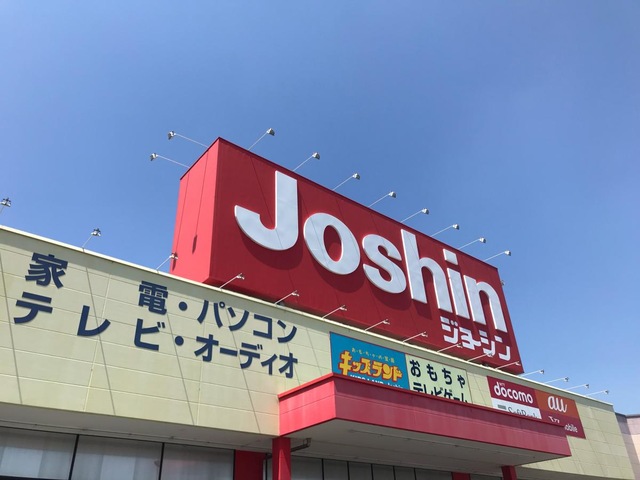 Joshin
ジョーシン
家電・パソコン
テレビ・オーディオ
キッズランド
おもちゃ
テレビゲーム
docomo
au
SoftBank